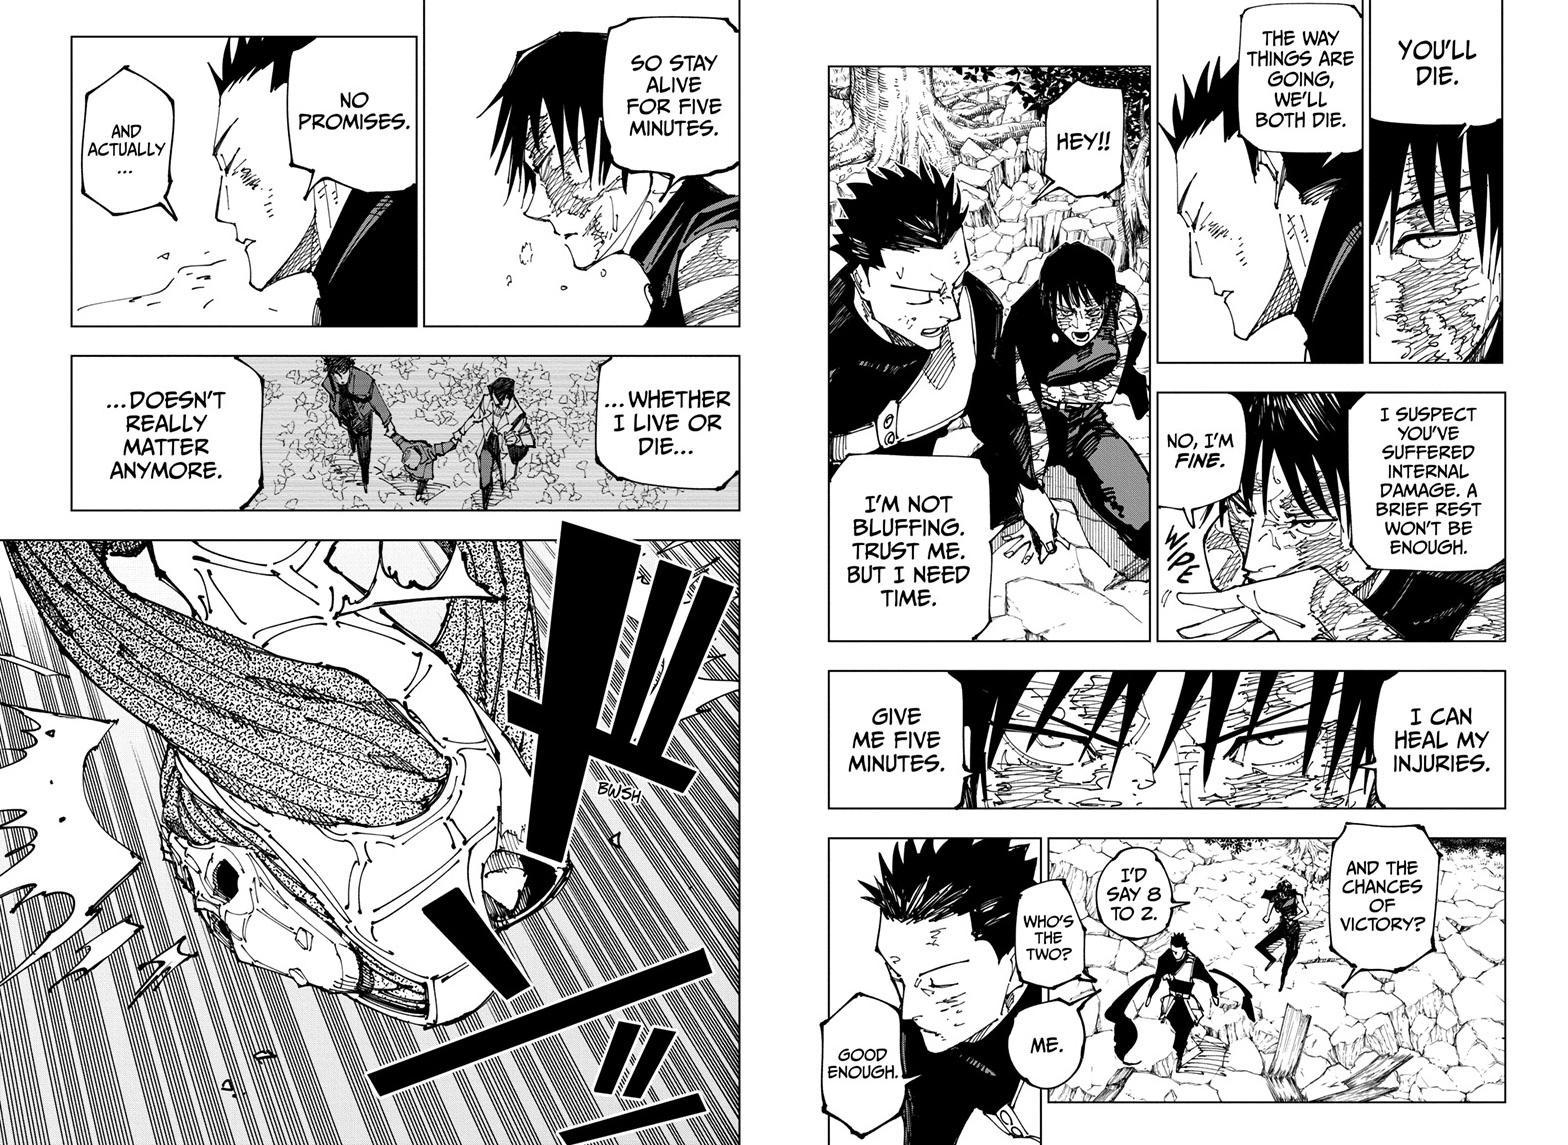 YOU'LL
DIE.
THE WAY
THINGS ARE
GOING,
WE'LL
BOTH DIE.
I SUSPECT
YOU'VE
SUFFERED
INTERNAL
DAMAGE. A
BRIEF REST
WON'T BE
ENOUGH.
NO, I'M
FINE.
WIPE
HEY!!
I'M NOT
BLUFFING.
TRUST ME.
BUT I NEED
TIME.
I CAN
HEAL MY
INJURIES.
GIVE
ME FIVE
MINUTES.
AND THE
CHANCES
OF
VICTORY?
I'D
SAY 8
TO 2.
WHO'S
THE
TWO?
ME.
GOOD
ENOUGH.
SO STAY
ALIVE
FOR FIVE
MINUTES.
NO
PROMISES.
AND
ACTUALLY
...
...WHETHER
I LIVE OR
DIE...
...DOESN'T
REALLY
MATTER
ANYMORE.
BWSH